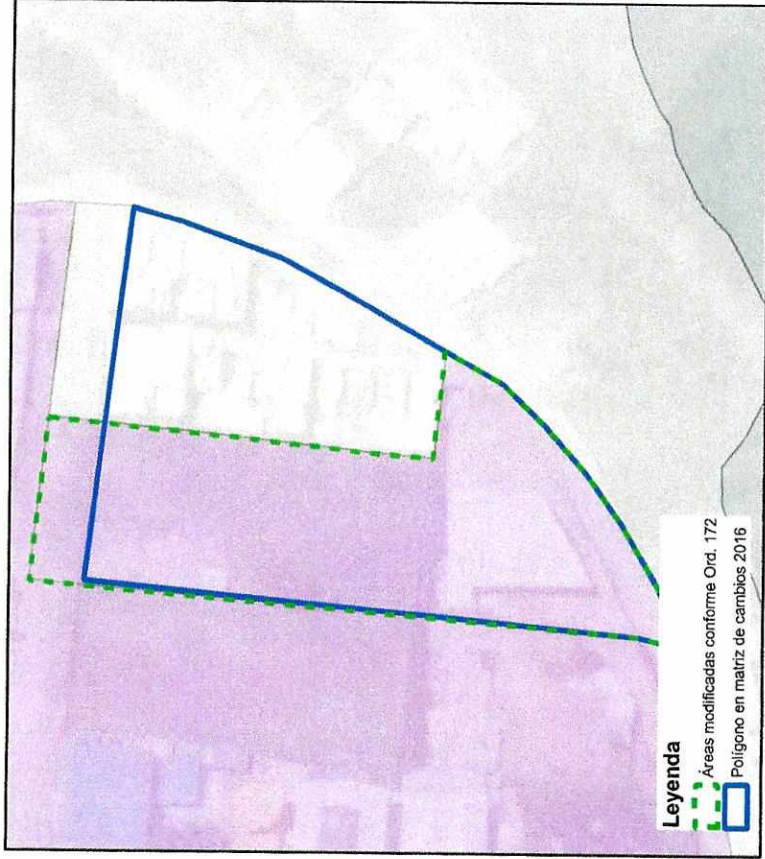 Leyenda
Áreas modificadas conforme Ord. 172
Polígono en matriz de cambios 2016